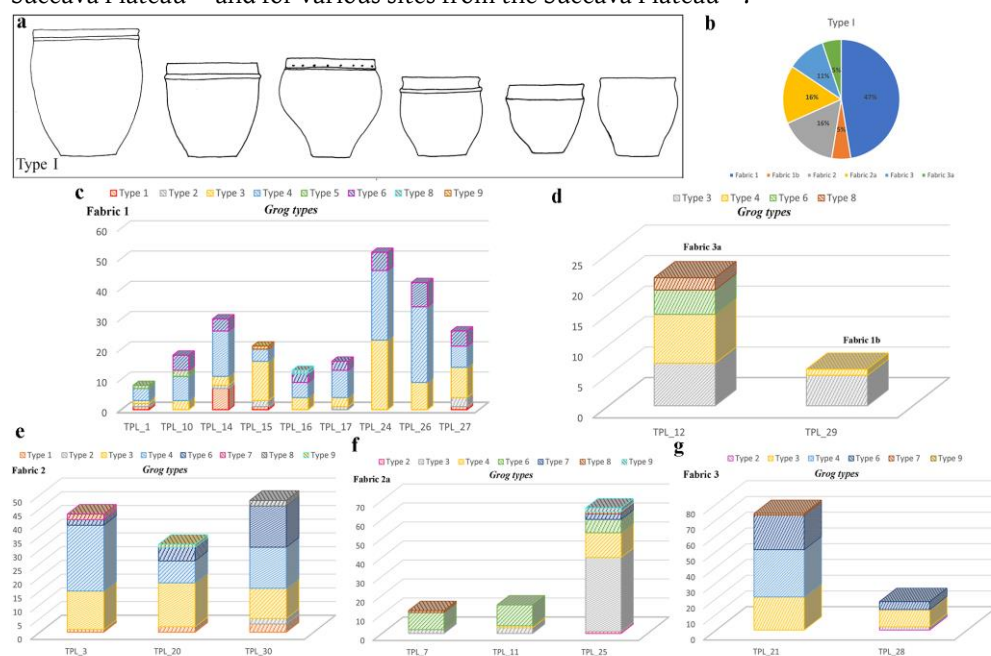 a
Type I
b
Type I
47%
5%
16%
16%
11%
5%
Fabric 1 Fabric 1b Fabric 2 Fabric 2a Fabric 3 Fabric 3a
c
Type 1 Type 2 Type 3 Type 4 Type 5 Type 6 Type 8 Type 9
Fabric 1
Grog types
60
50
40
30
20
10
0
TPL_1 TPL_10 TPL_14 TPL_15 TPL_16 TPL_17 TPL_24 TPL_26 TPL_27
d
Type 3 Type 4 Type 6 Type 8
Grog types
Fabric 3a
Fabric 1b
25
20
15
10
5
0
TPL_12 TPL_29
e
Type 1 Type 2 Type 3 Type 4 Type 6 Type 7 Type 8 Type 9
Fabric 2
Grog types
50
45
40
35
30
25
20
15
10
5
0
TPL_3 TPL_20 TPL_30
f
Type 2 Type 3 Type 4 Type 6 Type 7 Type 8 Type 9
Fabric 2a
Grog types
70
60
50
40
30
20
10
0
TPL_7 TPL_11 TPL_25
g
Type 2 Type 3 Type 4 Type 6 Type 7 Type 9
Fabric 3
Grog types
80
70
60
50
40
30
20
10
0
TPL_21 TPL_28